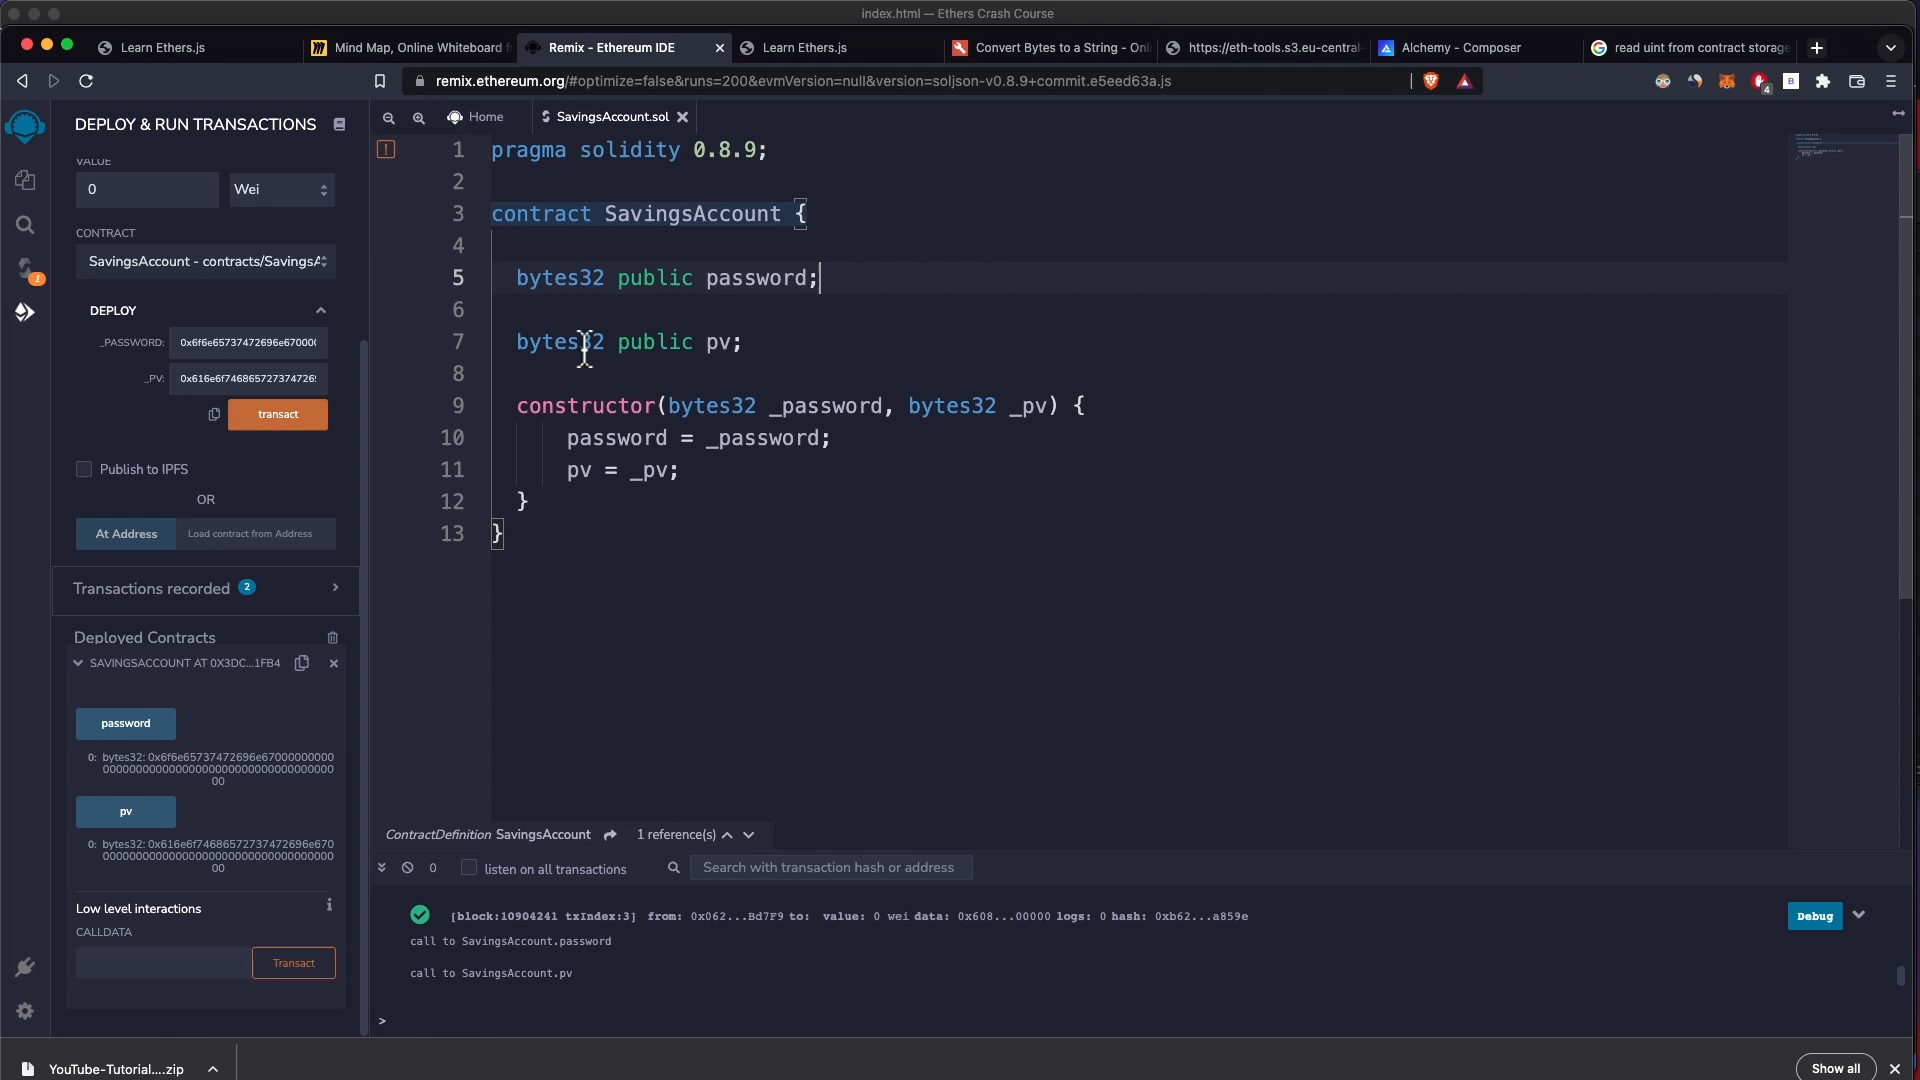 index.html — Ethers Crash Course
Learn Ethers.js
Mind Map, Online Whiteboard f
Remix - Ethereum IDE
Learn Ethers.js
Convert Bytes to a String - Onli
https://eth-tools.s3.eu-central-
Alchemy - Composer
read uint from contract storage
remix.ethereum.org/#optimize=false&runs=200&evmVersion=null&version=soljson-v0.8.9+commit.e5eed63a.js
4
B
DEPLOY & RUN TRANSACTIONS
VALUE
0
Wei
CONTRACT
SavingsAccount - contracts/SavingsA
1
DEPLOY
_PASSWORD:
0x6f6e65737472696e670000(
_PV:
0x616e6f746865727374726!
transact
Publish to IPFS
OR
At Address
Load contract from Address
Transactions recorded 2
Deployed Contracts
SAVINGSACCOUNT AT 0X3DC...1FB4
password
0: bytes32: 0x6f6e65737472696e67000000000
pv
0: bytes32: 0x616e6f74686572737472696e670
Low level interactions
i
CALLDATA
Transact
Home
SavingsAccount.sol
1 pragma solidity 0.8.9;
2
3 contract SavingsAccount {
4
5 bytes32 public password;
6
7 bytes32 public pv;
8
9 constructor(bytes32 _password, bytes32 _pv) {
10 password = _password;
11 pv = _pv;
12 }
13 }
ContractDefinition SavingsAccount 1 reference(s)
0
listen on all transactions
Search with transaction hash or address
[block:10904241 txIndex:3] from: 0x062...Bd7F9 to: value: 0 wei data: 0x608...00000 logs: 0 hash: 0xb62...a859e
Debug
call to SavingsAccount.password
call to SavingsAccount.pv
>
YouTube-Tutorial....zip
Show all